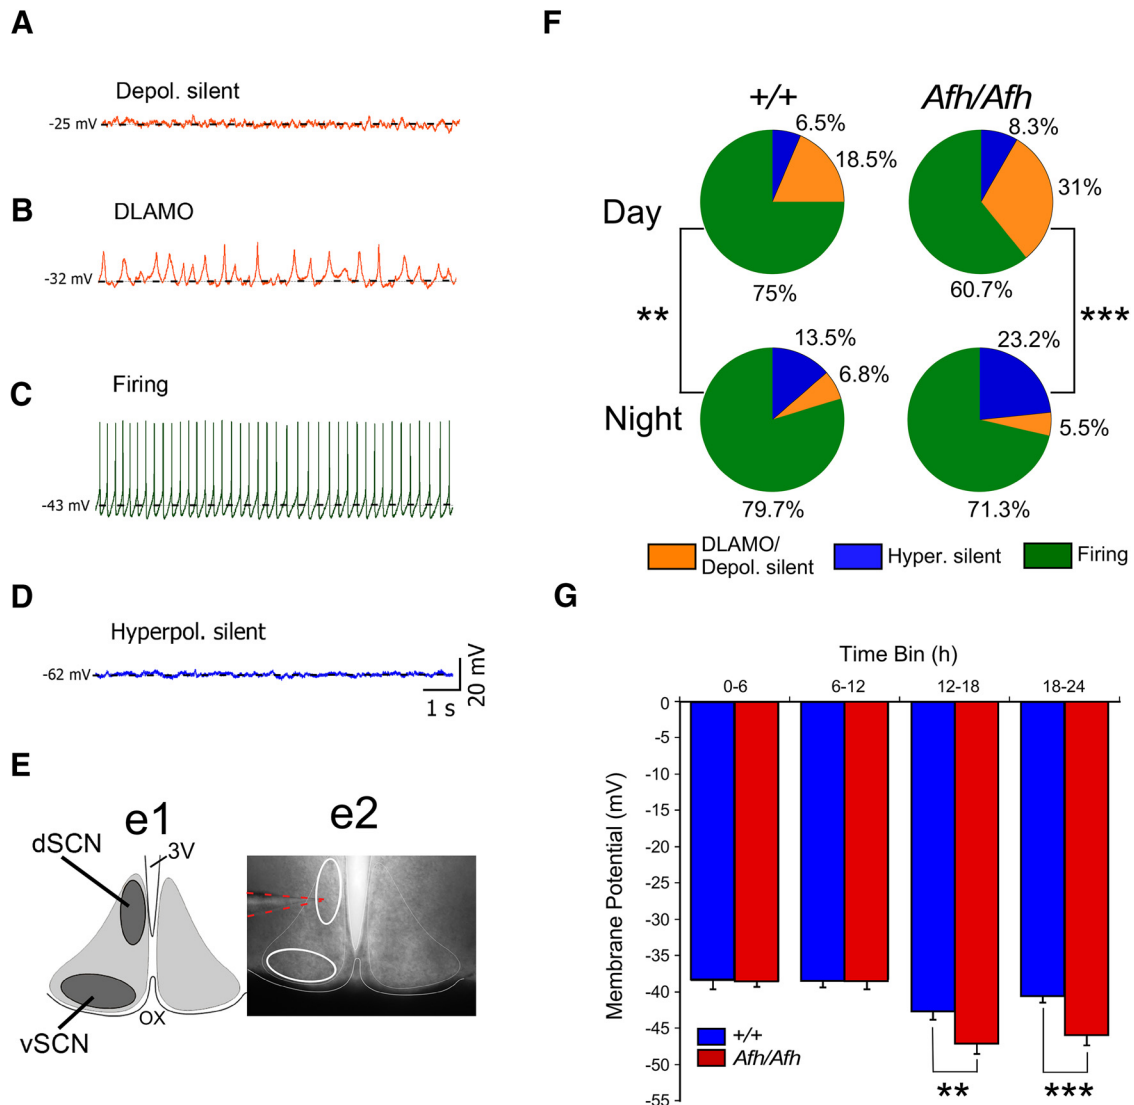 A
Depol. silent
-25 mV
B
DLAMO
-32 mV
C
Firing
-43 mV
D
Hyperpol. silent
-62 mV
20 mV
1 s
E
e1
e2
dSCN
3V
OX
vSCN
F
+/+
Afh/Afh
6.5%
8.3%
18.5%
31%
Day
75%
60.7%
**
***
13.5%
23.2%
6.8%
5.5%
Night
79.7%
71.3%
DLAMO/
Depol. silent
Hyper. silent
Firing
G
Time Bin (h)
0-6
6-12
12-18
18-24
0
-5
-10
-15
-20
-25
-30
-35
-40
-45
-50
-55
Membrane Potential (mV)
+/+
Afh/Afh
**
***